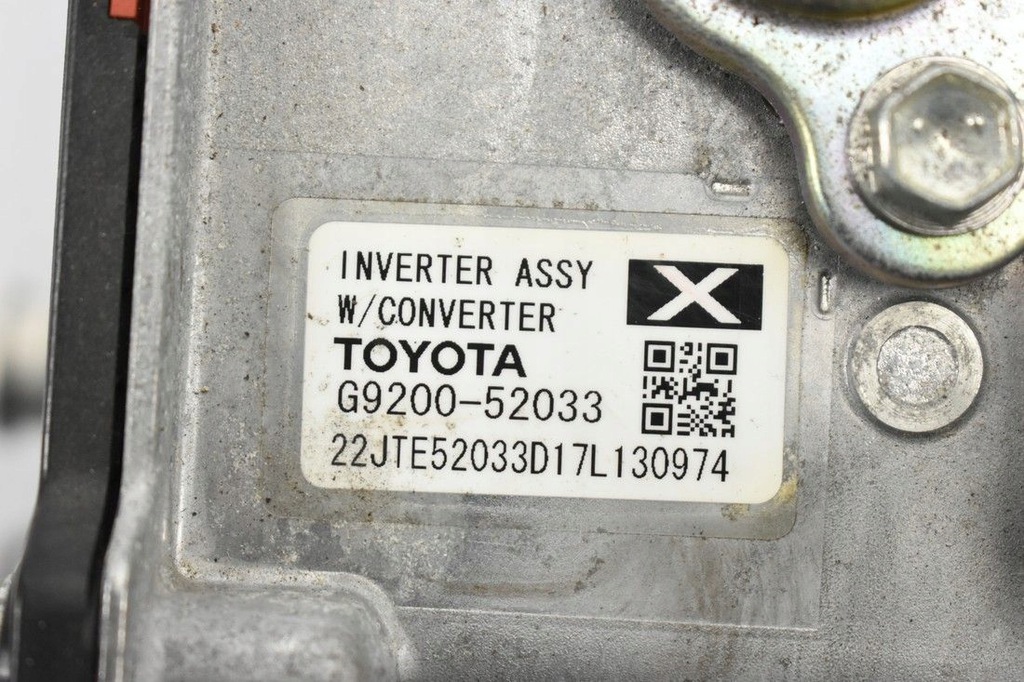 INVERTER ASSY
W/CONVERTER
X
TOYOTA
G9200-52033
22JTE52033D17L130974